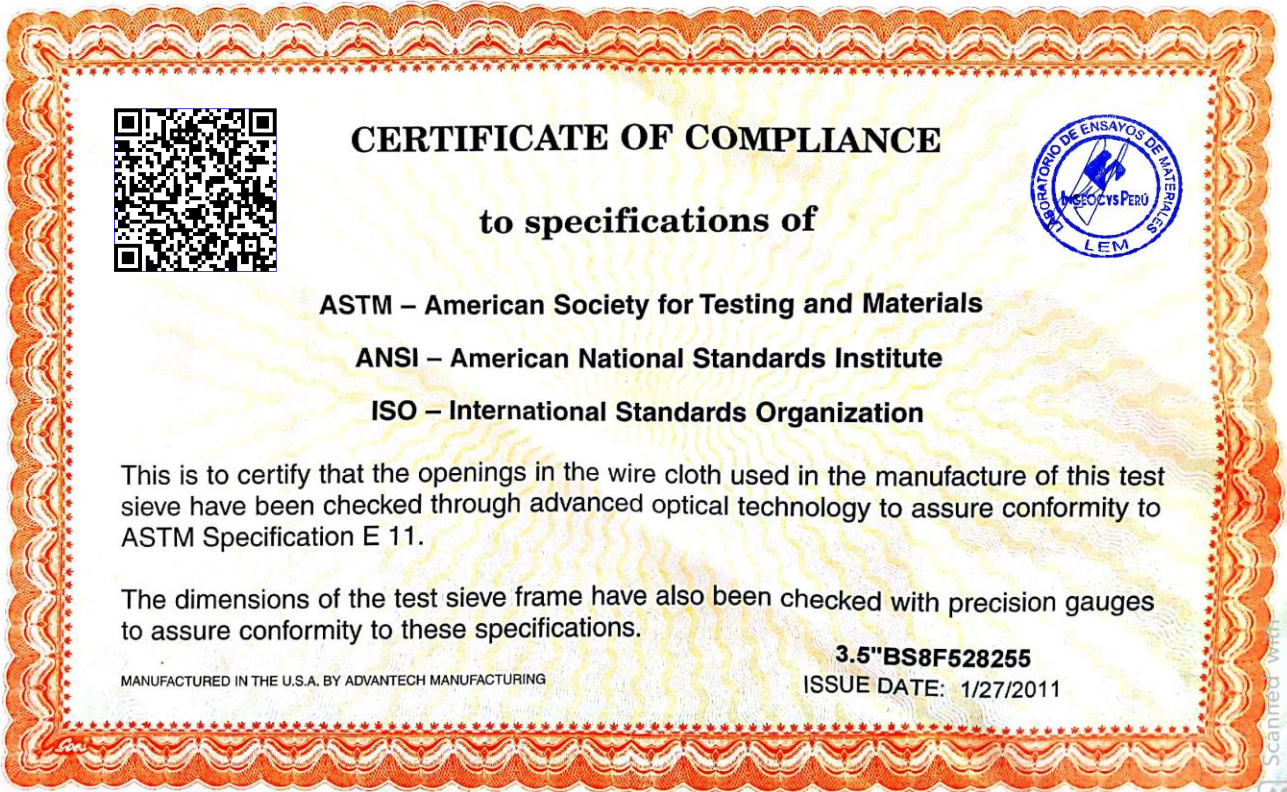 CERTIFICATE OF COMPLIANCE
LABORATORIO DE ENSAYOS DE MATERIALES
INGEOCYS PERÚ
LEM
to specifications of
ASTM – American Society for Testing and Materials
ANSI – American National Standards Institute
ISO – International Standards Organization
This is to certify that the openings in the wire cloth used in the manufacture of this test
sieve have been checked through advanced optical technology to assure conformity to
ASTM Specification E 11.
The dimensions of the test sieve frame have also been checked with precision gauges
to assure conformity to these specifications.
3.5"BS8F528255
MANUFACTURED IN THE U.S.A. BY ADVANTECH MANUFACTURING
ISSUE DATE: 1/27/2011
Goes
Scanned with